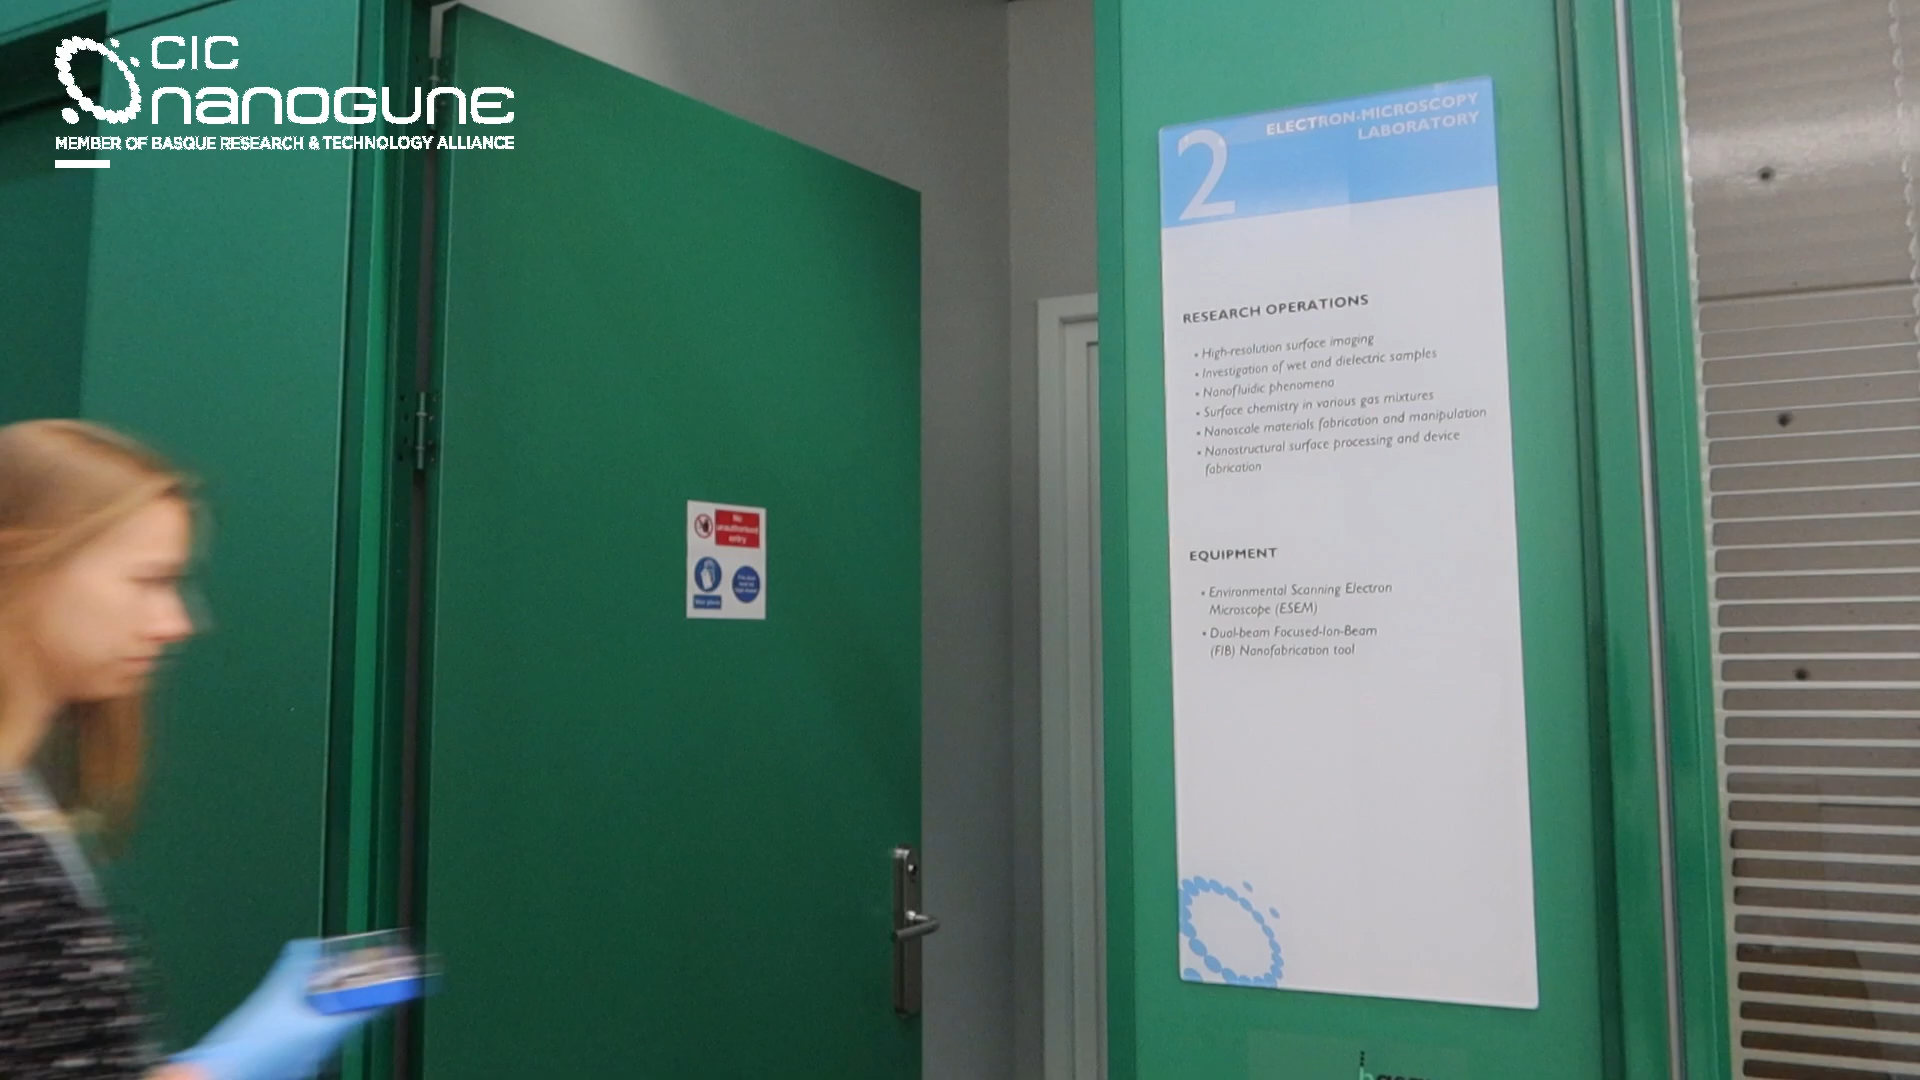 CIC
nanoGUNE
MEMBER OF BASQUE RESEARCH & TECHNOLOGY ALLIANCE
No
unauthorised
entry
2
ELECTRON-MICROSCOPY
LABORATORY
RESEARCH OPERATIONS
• High-resolution surface imaging
• Investigation of wet and dielectric samples
• Nanofluidic phenomena
• Surface chemistry in various gas mixtures
• Nanoscale materials fabrication and manipulation
• Nanostructural surface processing and device
fabrication
EQUIPMENT
• Environmental Scanning Electron
Microscope (ESEM)
• Dual-beam Focused-Ion-Beam
(FIB) Nanofabrication tool